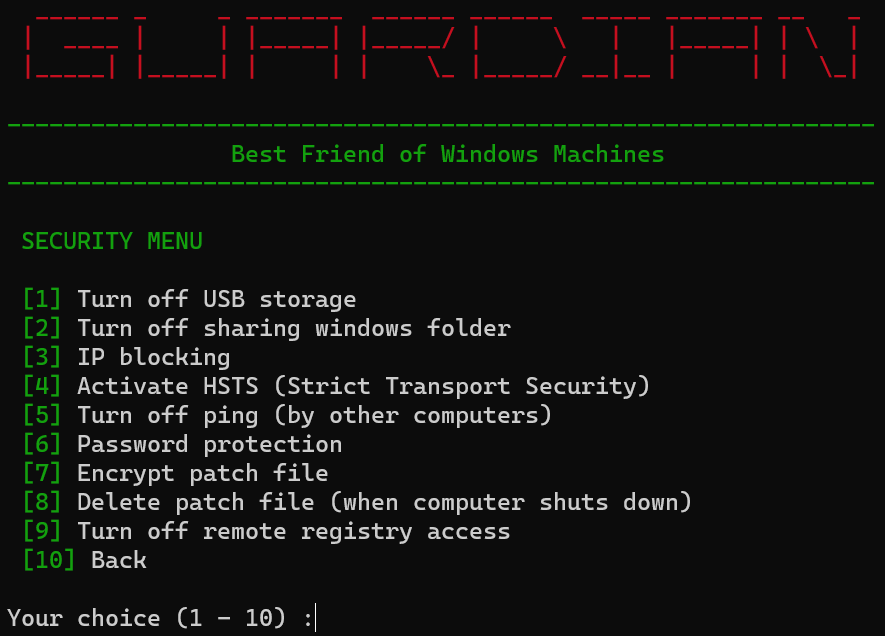 GUARDIAN
Best Friend of Windows Machines
SECURITY MENU
[1] Turn off USB storage
[2] Turn off sharing windows folder
[3] IP blocking
[4] Activate HSTS (Strict Transport Security)
[5] Turn off ping (by other computers)
[6] Password protection
[7] Encrypt patch file
[8] Delete patch file (when computer shuts down)
[9] Turn off remote registry access
[10] Back
Your choice (1 - 10) :